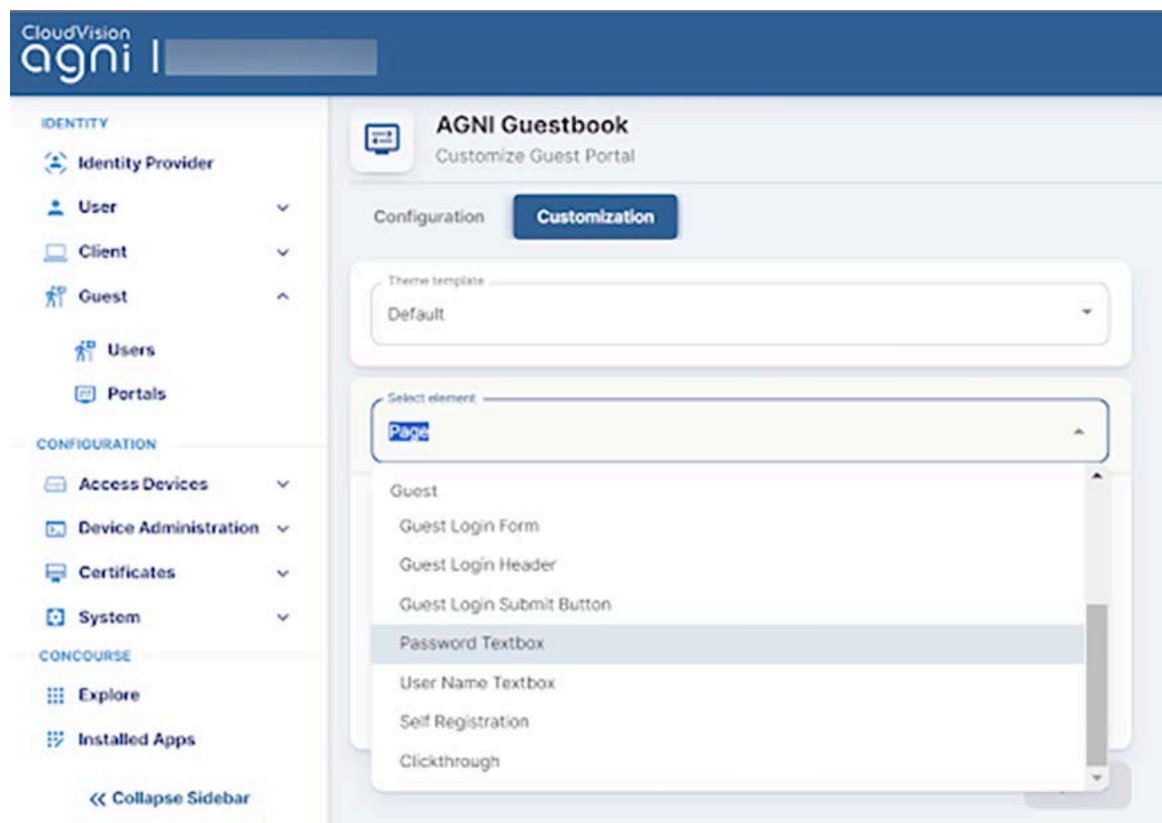 CloudVision
agni |
IDENTITY
Identity Provider
User
Client
Guest
Users
Portals
CONFIGURATION
Access Devices
Device Administration
Certificates
System
CONCOURSE
Explore
Installed Apps
<< Collapse Sidebar
AGNI Guestbook
Customize Guest Portal
Configuration
Customization
Theme template
Default
Select element
Page
Guest
Guest Login Form
Guest Login Header
Guest Login Submit Button
Password Textbox
User Name Textbox
Self Registration
Clickthrough